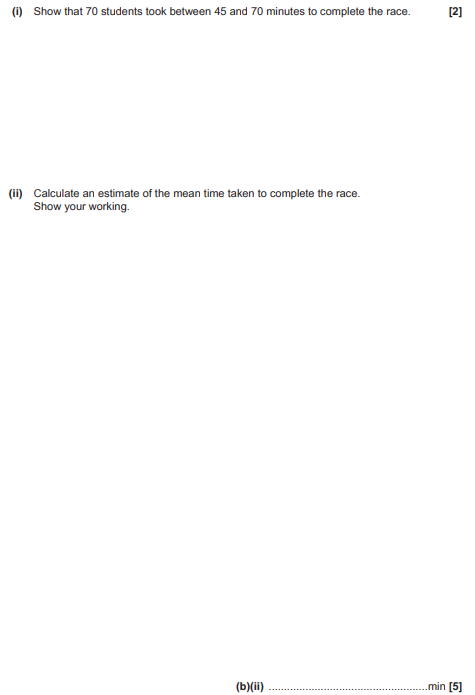 (i) Show that 70 students took between 45 and 70 minutes to complete the race. [2]
(ii) Calculate an estimate of the mean time taken to complete the race.
Show your working.
(b)(ii) ........................................................min [5]